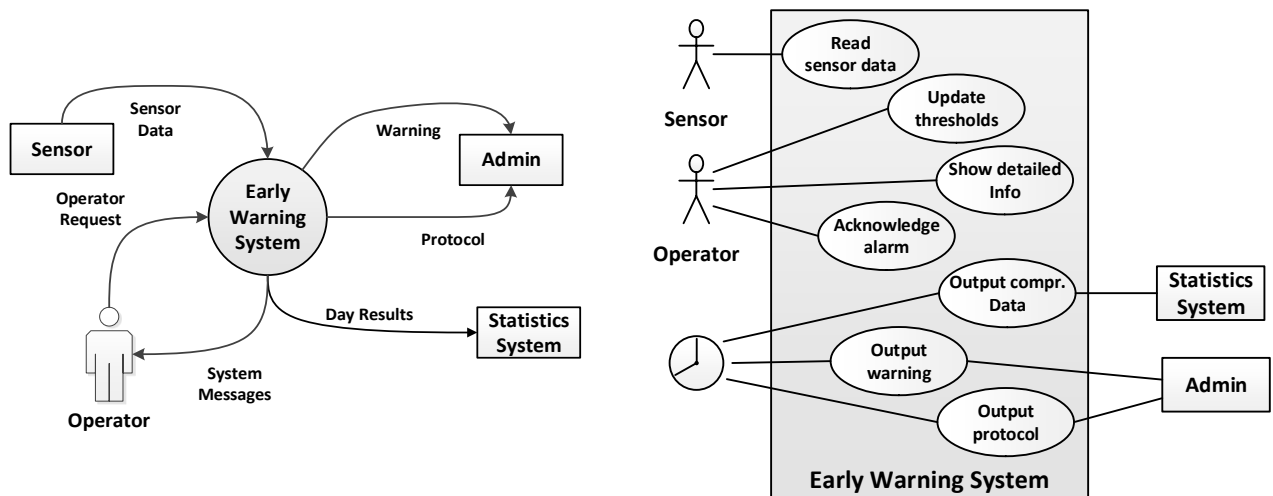 Sensor
Data
Sensor
Warning
Admin
Operator
Request
Early
Warning
System
Protocol
Day Results
Statistics
System
System
Messages
Operator
Read
sensor data
Sensor
Update
thresholds
Show detailed
Info
Operator
Acknowledge
alarm
Output compr.
Data
Statistics
System
Output
warning
Admin
Output
protocol
Early Warning System